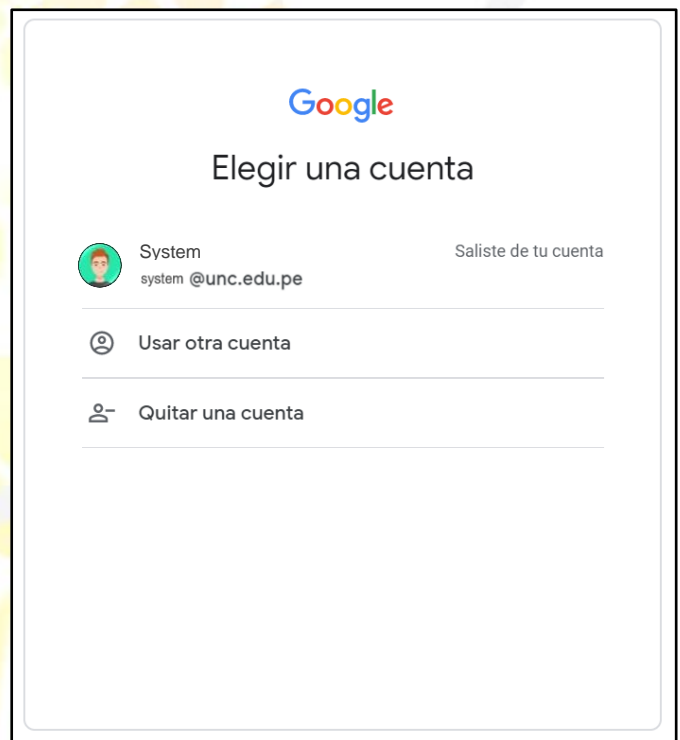 Google
Elegir una cuenta
System Saliste de tu cuenta
system @unc.edu.pe
Usar otra cuenta
Quitar una cuenta